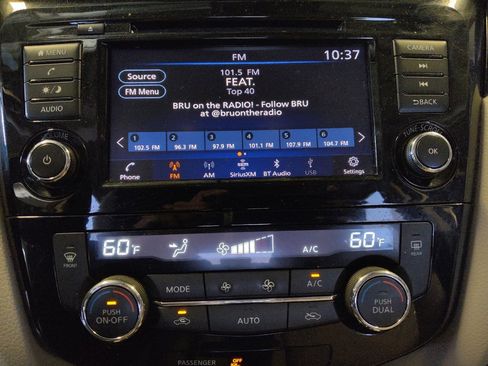 FM
10:37
MENU
CAMERA
Source
101.5 FM
FEAT.
Top 40
FM Menu
BRU on the RADIO! - Follow BRU
at @bruontheradio
AUDIO
BACK
VOLUME
TUNE·SCROLL
OK
1 2 3 4 5 6
102.5 FM 96.3 FM 97.9 FM 101.1 FM 107.9 FM 104.7 FM
Phone FM AM SiriusXM BT Audio USB Settings
60°F
A/C
60°F
FRONT
REAR
MODE
A/C
PUSH
ON-OFF
AUTO
PUSH
DUAL
PASSENGER
OFF